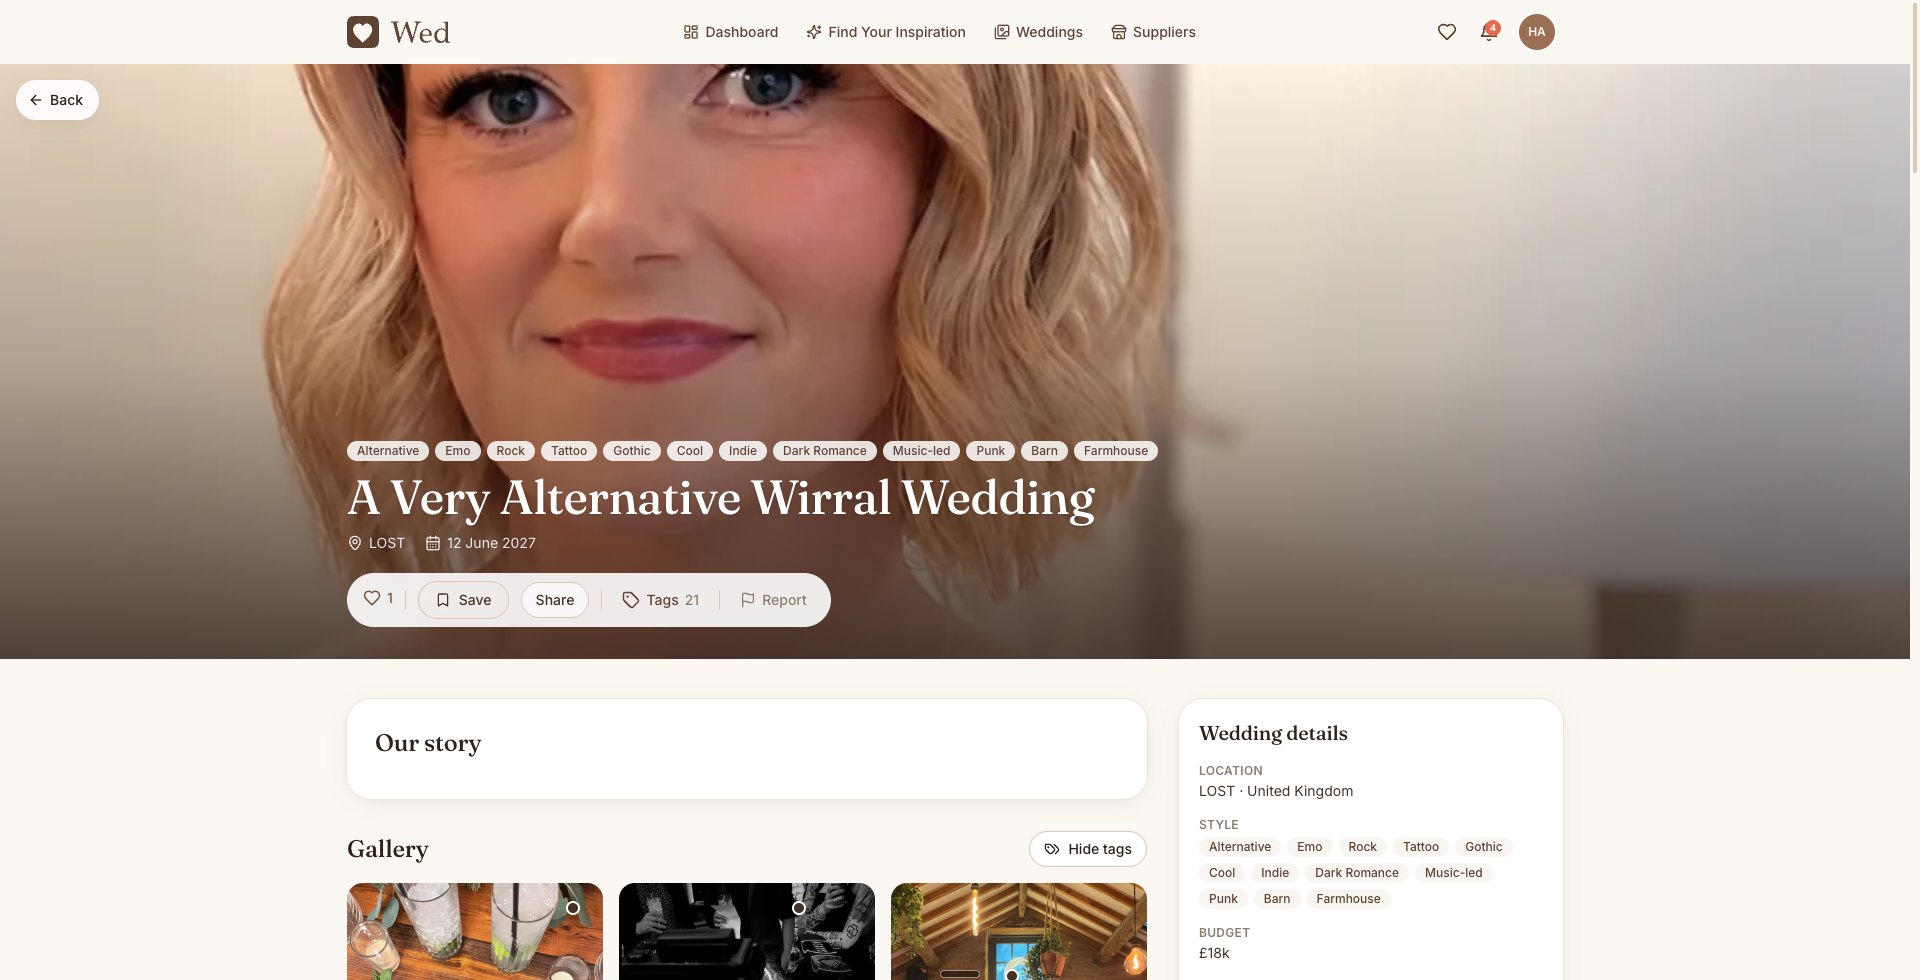 Wed
Dashboard
Find Your Inspiration
Weddings
Suppliers
4
HA
Back
Alternative
Emo
Rock
Tattoo
Gothic
Cool
Indie
Dark Romance
Music-led
Punk
Barn
Farmhouse
A Very Alternative Wirral Wedding
LOST
12 June 2027
1
Save
Share
Tags 21
Report
Our story
Gallery
Hide tags
Wedding details
LOCATION
LOST · United Kingdom
STYLE
Alternative
Emo
Rock
Tattoo
Gothic
Cool
Indie
Dark Romance
Music-led
Punk
Barn
Farmhouse
BUDGET
£18k